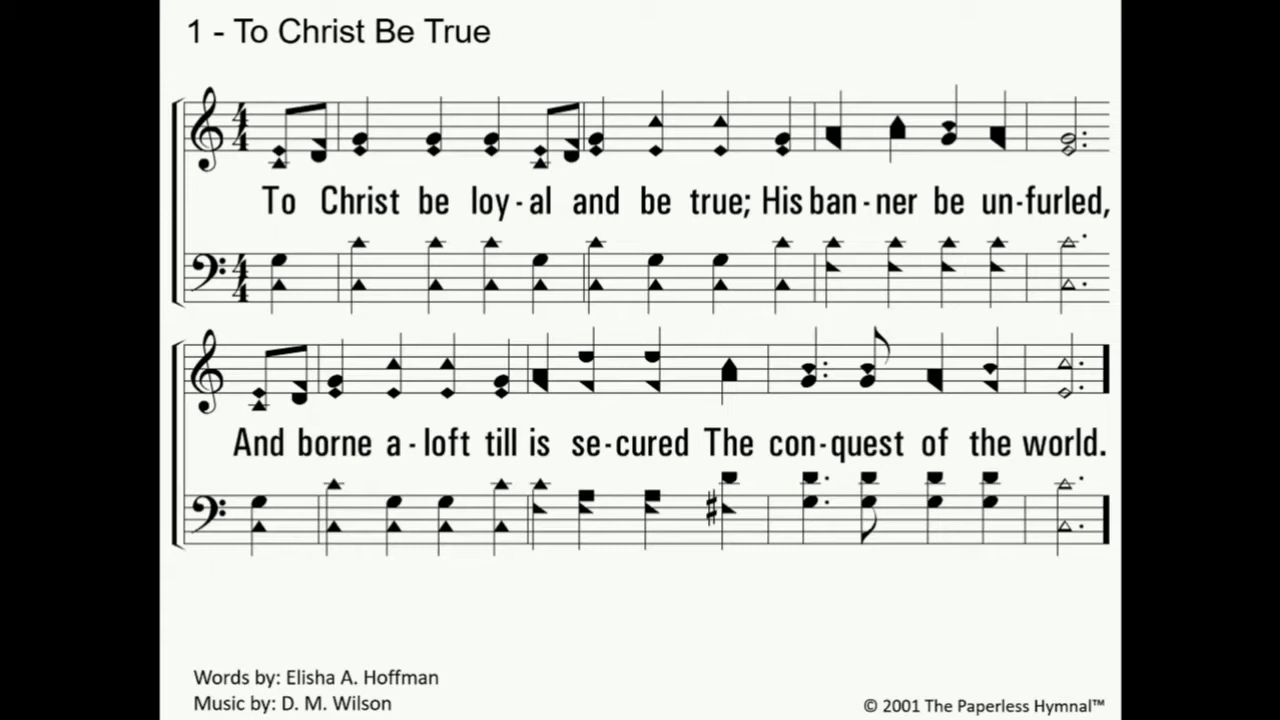 1 - To Christ Be True
To Christ be loy - al and be true; His ban - ner be un - furled,
And borne a - loft till is se - cured The con - quest of the world.
Words by: Elisha A. Hoffman
Music by: D. M. Wilson
© 2001 The Paperless Hymnal™